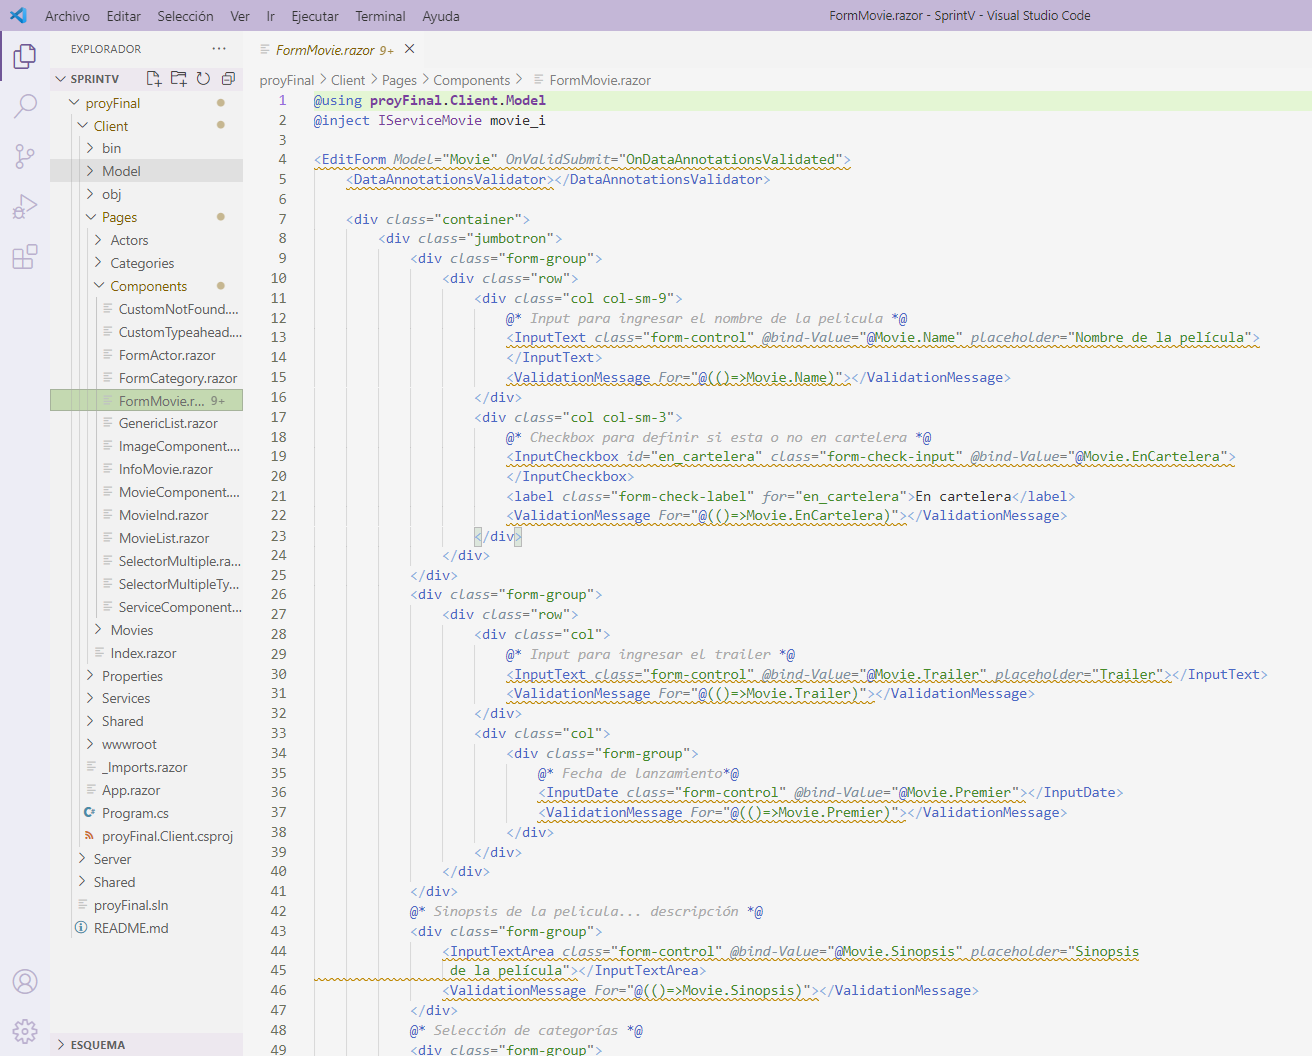 Archivo Editar Selección Ver Ir Ejecutar Terminal Ayuda
FormMovie.razor - SprintV - Visual Studio Code
EXPLORADOR ...
SPRINTV
proyFinal
Client
bin
Model
obj
Pages
Actors
Categories
Components
CustomNotFound....
CustomTypeahead....
FormActor.razor
FormCategory.razor
FormMovie.r... 9+
GenericList.razor
ImageComponent....
InfoMovie.razor
MovieComponent....
MovieInd.razor
MovieList.razor
SelectorMultiple.ra...
SelectorMultipleTy...
ServiceComponent...
Movies
Index.razor
Properties
Services
Shared
wwwroot
_Imports.razor
App.razor
Program.cs
proyFinal.Client.csproj
Server
Shared
proyFinal.sln
README.md
ESQUEMA
FormMovie.razor 9+
proyFinal > Client > Pages > Components > FormMovie.razor
1 @using proyFinal.Client.Model
2 @inject IServiceMovie movie_i
3
4 <EditForm Model="Movie" OnValidSubmit="OnDataAnnotationsValidated">
5 <DataAnnotationsValidator></DataAnnotationsValidator>
6
7 <div class="container">
8 <div class="jumbotron">
9 <div class="form-group">
10 <div class="row">
11 <div class="col col-sm-9">
12 @* Input para ingresar el nombre de la pelicula *@
13 <InputText class="form-control" @bind-Value="@Movie.Name" placeholder="Nombre de la película">
14 </InputText>
15 <ValidationMessage For="@(()=>Movie.Name)"></ValidationMessage>
16 </div>
17 <div class="col col-sm-3">
18 @* Checkbox para definir si esta o no en cartelera *@
19 <InputCheckbox id="en_cartelera" class="form-check-input" @bind-Value="@Movie.EnCartelera">
20 </InputCheckbox>
21 <label class="form-check-label" for="en_cartelera">En cartelera</label>
22 <ValidationMessage For="@(()=>Movie.EnCartelera)"></ValidationMessage>
23 </div>
24 </div>
25 </div>
26 <div class="form-group">
27 <div class="row">
28 <div class="col">
29 @* Input para ingresar el trailer *@
30 <InputText class="form-control" @bind-Value="@Movie.Trailer" placeholder="Trailer"></InputText>
31 <ValidationMessage For="@(()=>Movie.Trailer)"></ValidationMessage>
32 </div>
33 <div class="col">
34 <div class="form-group">
35 @* Fecha de lanzamiento*@
36 <InputDate class="form-control" @bind-Value="@Movie.Premier"></InputDate>
37 <ValidationMessage For="@(()=>Movie.Premier)"></ValidationMessage>
38 </div>
39 </div>
40 </div>
41 </div>
42 @* Sinopsis de la pelicula... descripción *@
43 <div class="form-group">
44 <InputTextArea class="form-control" @bind-Value="@Movie.Sinopsis" placeholder="Sinopsis
45 de la película"></InputTextArea>
46 <ValidationMessage For="@(()=>Movie.Sinopsis)"></ValidationMessage>
47 </div>
48 @* Selección de categorías *@
49 <div class="form-group">